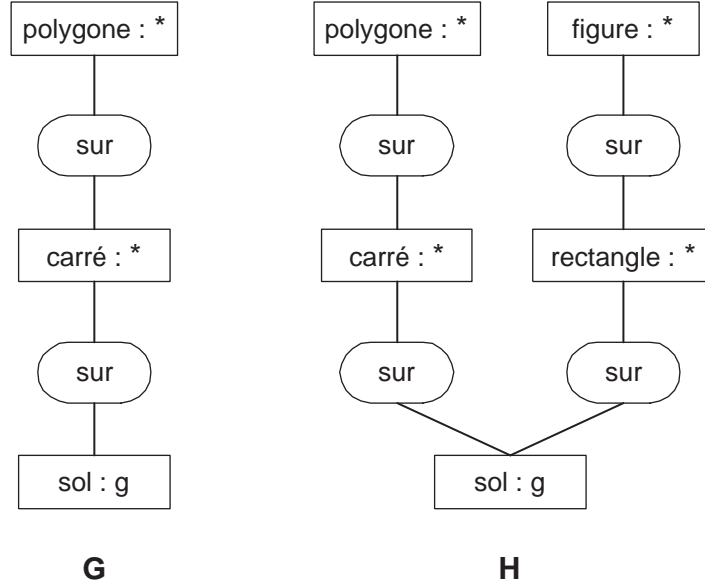 polygone : *
sur
carré : *
sur
sol : g
G
polygone : *
figure : *
sur
sur
carré : *
rectangle : *
sur
sur
sol : g
H